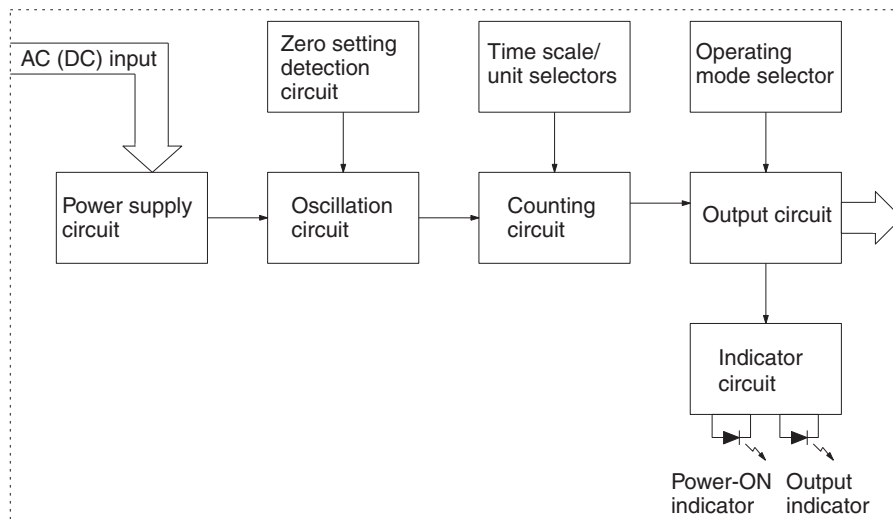 AC (DC) input
Zero setting
detection
circuit
Time scale/
unit selectors
Operating
mode selector
Power supply
circuit
Oscillation
circuit
Counting
circuit
Output circuit
Indicator
circuit
Power-ON
indicator
Output
indicator